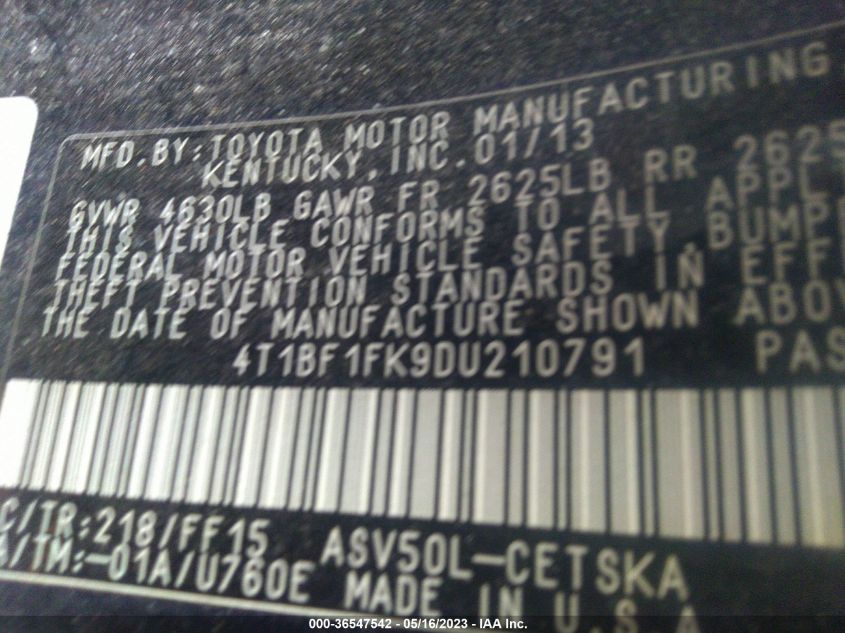 MFD. BY: TOYOTA MOTOR MANUFACTURING
KENTUCKY, INC. 01/13
GVWR 4630LB GAWR FR 2625LB RR 2625
THIS VEHICLE CONFORMS TO ALL APPL
FEDERAL MOTOR VEHICLE SAFETY, BUMP
THEFT PREVENTION STANDARDS IN EFF
THE DATE OF MANUFACTURE SHOWN ABO
4T1BF1FK9DU210791 PAS
C/TR:218/FF15 ASV50L-CETSKA
A/TM:-01A/U760E MADE IN U.S.A
000-36547542 - 05/16/2023 - IAA Inc.